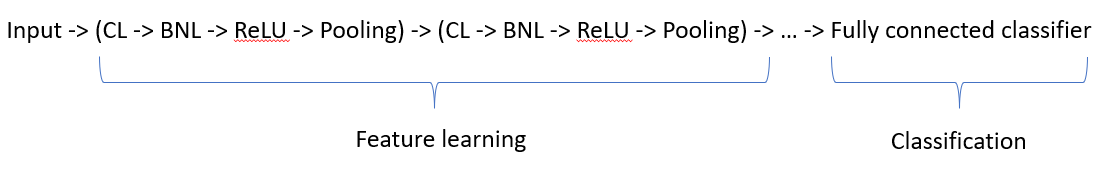 Input -> (CL -> BNL -> ReLU -> Pooling) -> (CL -> BNL -> ReLU -> Pooling) -> ... -> Fully connected classifier
Feature learning
Classification